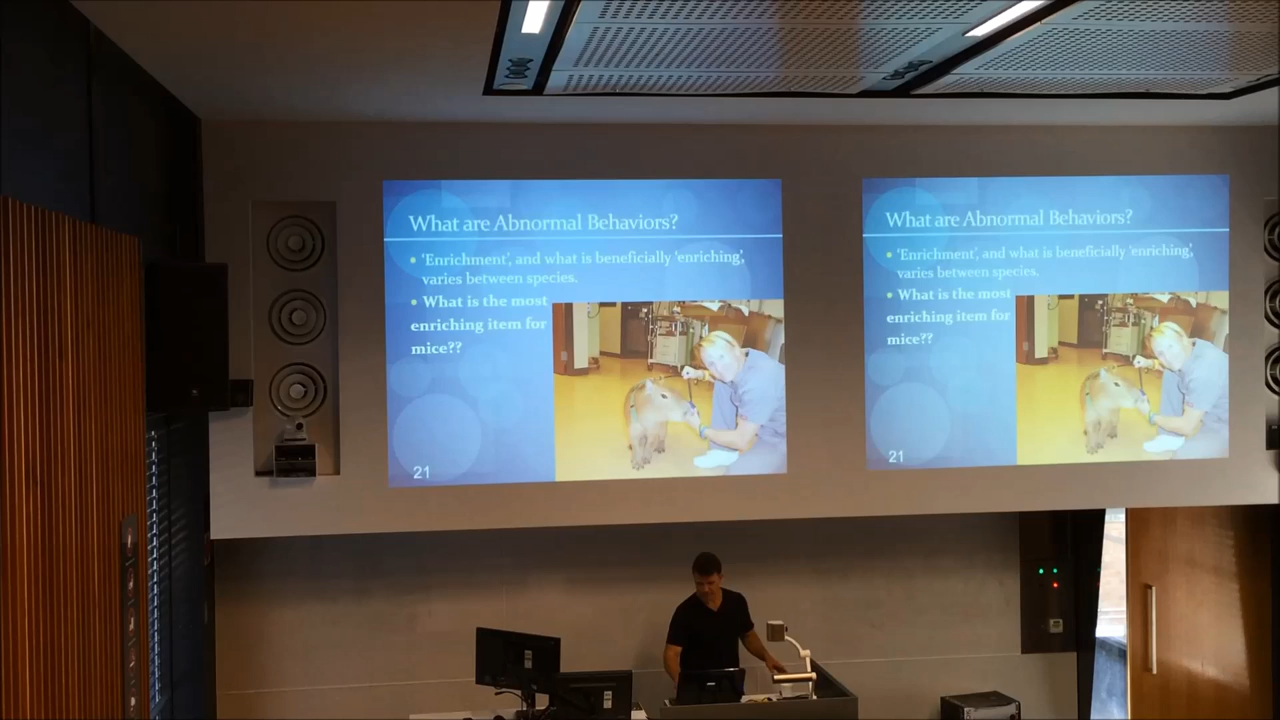 What are Abnormal Behaviors?
• 'Enrichment', and what is beneficially 'enriching',
varies between species.
• What is the most
enriching item for
mice??
21
What are Abnormal Behaviors?
• 'Enrichment', and what is beneficially 'enriching',
varies between species.
• What is the most
enriching item for
mice??
21